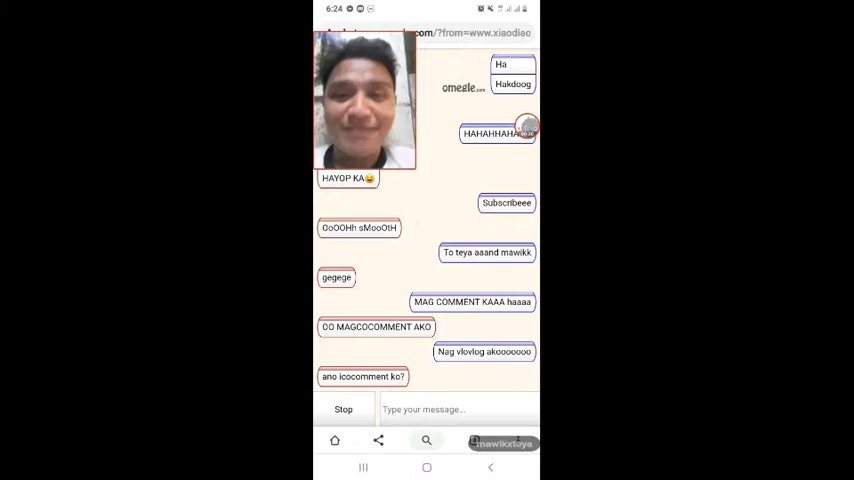 6:24
com/?from=www.xiaodiao
Ha
omegle.com
Hakdoog
HAHAHHAHA
HAYOP KA😆
Subscribeee
OoOOHh sMooOtH
To teya aaand mawikk
gegege
MAG COMMENT KAAA haaaa
OO MAGCOCOMMENT AKO
Nag vlovlog akooooooo
ano icocomment ko?
Stop
Type your message...
mawikxtoya